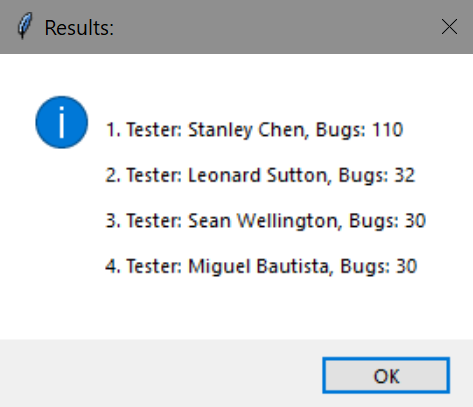 Results:
1. Tester: Stanley Chen, Bugs: 110
2. Tester: Leonard Sutton, Bugs: 32
3. Tester: Sean Wellington, Bugs: 30
4. Tester: Miguel Bautista, Bugs: 30
OK